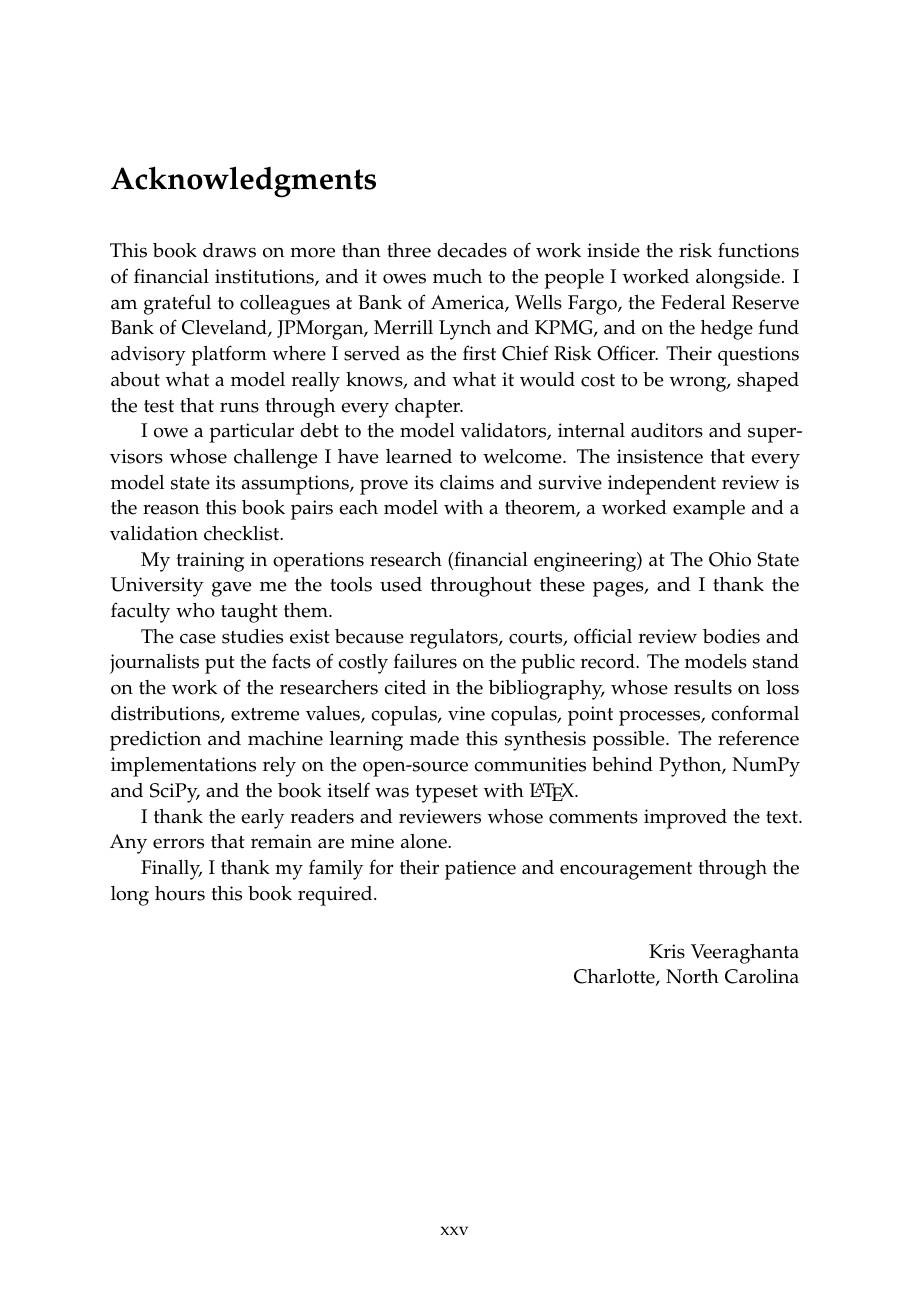 Acknowledgments
This book draws on more than three decades of work inside the risk functions
of financial institutions, and it owes much to the people I worked alongside. I
am grateful to colleagues at Bank of America, Wells Fargo, the Federal Reserve
Bank of Cleveland, JPMorgan, Merrill Lynch and KPMG, and on the hedge fund
advisory platform where I served as the first Chief Risk Officer. Their questions
about what a model really knows, and what it would cost to be wrong, shaped
the test that runs through every chapter.
I owe a particular debt to the model validators, internal auditors and super-
visors whose challenge I have learned to welcome. The insistence that every
model state its assumptions, prove its claims and survive independent review is
the reason this book pairs each model with a theorem, a worked example and a
validation checklist.
My training in operations research (financial engineering) at The Ohio State
University gave me the tools used throughout these pages, and I thank the
faculty who taught them.
The case studies exist because regulators, courts, official review bodies and
journalists put the facts of costly failures on the public record. The models stand
on the work of the researchers cited in the bibliography, whose results on loss
distributions, extreme values, copulas, vine copulas, point processes, conformal
prediction and machine learning made this synthesis possible. The reference
implementations rely on the open-source communities behind Python, NumPy
and SciPy, and the book itself was typeset with LATEX.
I thank the early readers and reviewers whose comments improved the text.
Any errors that remain are mine alone.
Finally, I thank my family for their patience and encouragement through the
long hours this book required.
Kris Veeraghanta
Charlotte, North Carolina
xxv